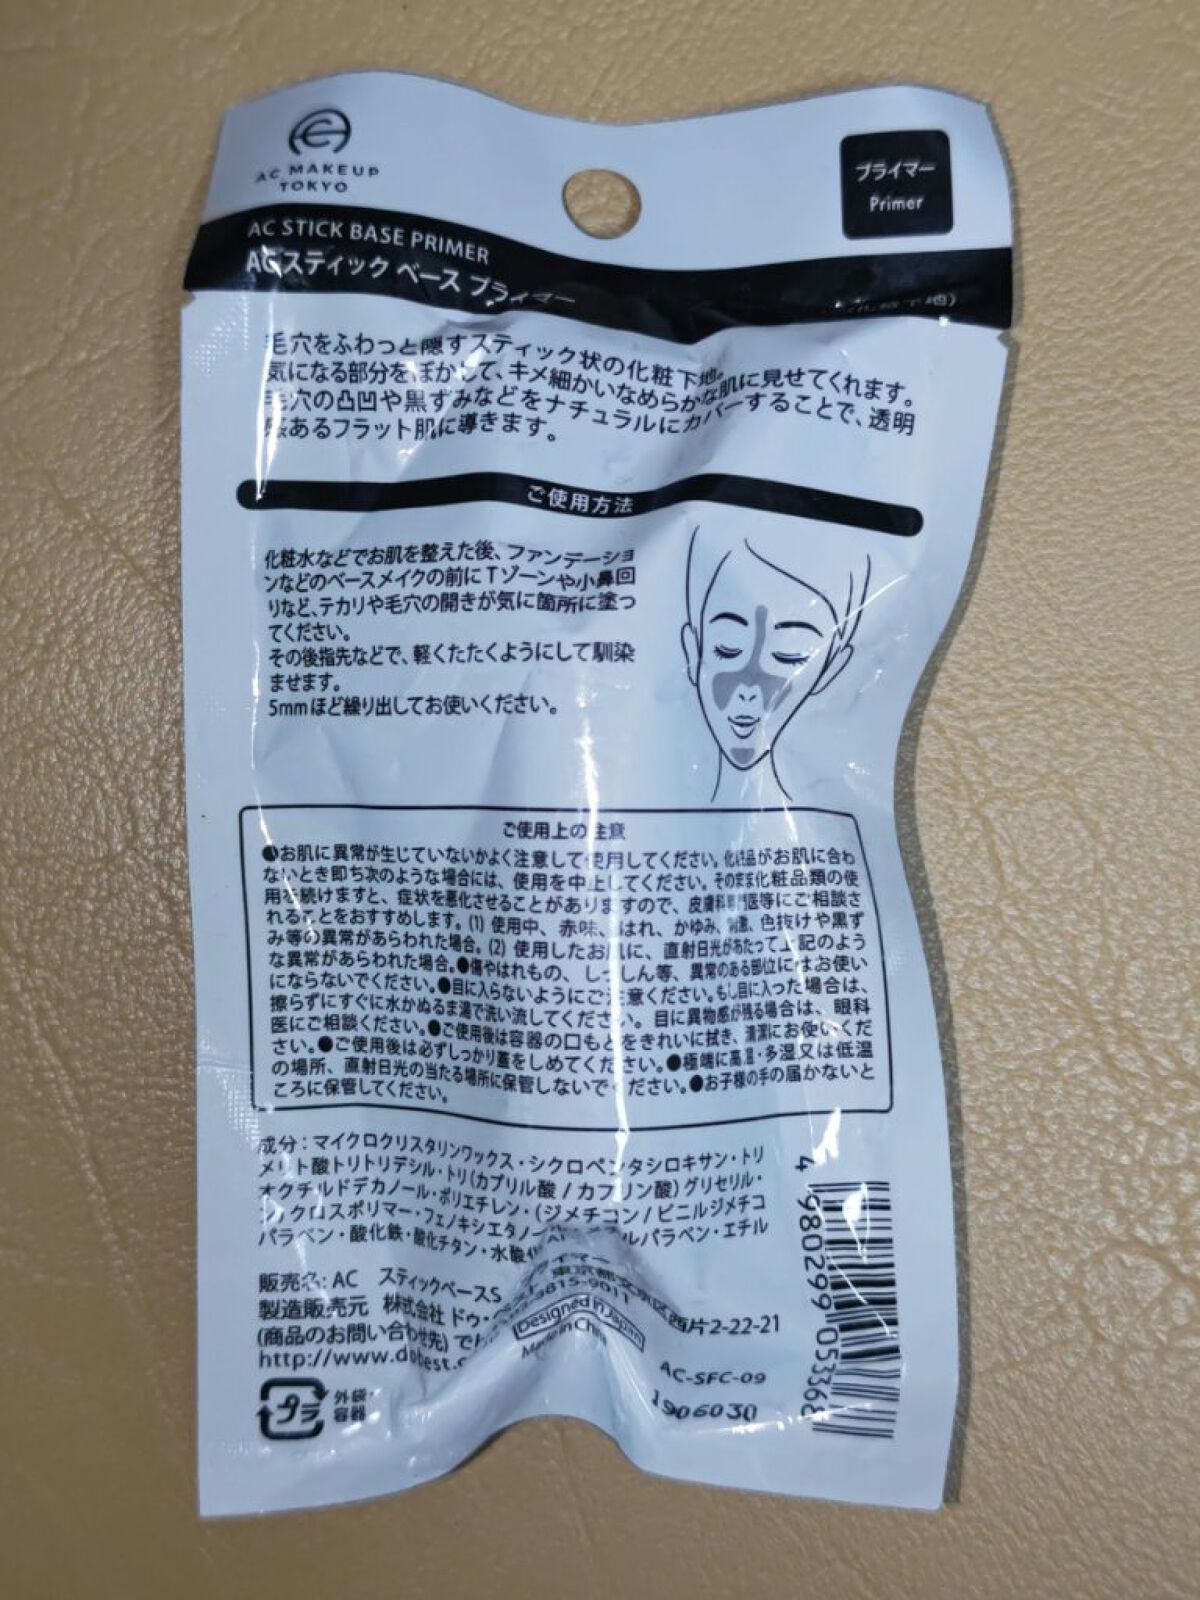 AC MAKEUP
TOKYO
プライマー
Primer
AC STICK BASE PRIMER
AC スティック ベース プライマー
毛穴をふわっと隠すスティック状の化粧下地。
気になる部分をぼかして、キメ細かいなめらかな肌に見せてくれます。
毛穴の凸凹や黒ずみなどをナチュラルにカバーすることで、透明
感あるフラット肌に導きます。
ご使用方法
化粧水などでお肌を整えた後、ファンデーショ
ンなどのベースメイクの前にTゾーンや小鼻回
りなど、テカリや毛穴の開きが気に箇所に塗っ
てください。
その後指先などで、軽くたたくようにして馴染
ませます。
5mmほど繰り出してお使いください。
ご使用上の注意
●お肌に異常が生じていないかよく注意して使用してください。化粧品がお肌に合わ
ないとき即ち次のような場合には、使用を中止してください。そのまま化粧品類の使
用を続けますと、症状を悪化させることがありますので、皮膚科専門医等にご相談さ
れることをおすすめします。(1) 使用中、赤味、はれ、かゆみ、刺激、色抜けや黒ず
み等の異常があらわれた場合。(2) 使用したお肌に、直射日光があたって上記のよう
な異常があらわれた場合。●傷やはれもの、しっしん等、異常のある部位にはお使い
にならないでください。●目に入らないようにご注意ください。もし目に入った場合は、
擦らずにすぐに水かぬるま湯で洗い流してください。目に異物感が残る場合は、眼科
医にご相談ください。●ご使用後は容器の口もとをきれいに拭き、清潔にお使いくだ
さい。●ご使用後は必ずしっかり蓋をしめてください。●極端に高温・多湿又は低温
の場所、直射日光の当たる場所に保管しないでください。●お子様の手の届かないと
ころに保管してください。
成分：マイクロクリスタリンワックス・シクロペンタシロキサン・トリ
メリト酸トリトリデシル・トリ(カプリル酸 / カプリン酸) グリセリル・
オクチルドデカノール・ポリエチレン・(ジメチコン / ビニルジメチコ
クロスポリマー・フェノキシエタノール・ ルパラベン・エチル
パラベン・酸化鉄・酸化チタン・水酸化
プライマー
販売名: AC スティックベースS
製造販売元 株式会社 ドゥ・ベスト 東京都文京区西片2-22-21
(商品のお問い合わせ先) 3815-9011
http://www.dobest.c
Designed in Japan
Made in China
AC-SFC-09
1906030
プラ
外袋
容器
4 980299 053368